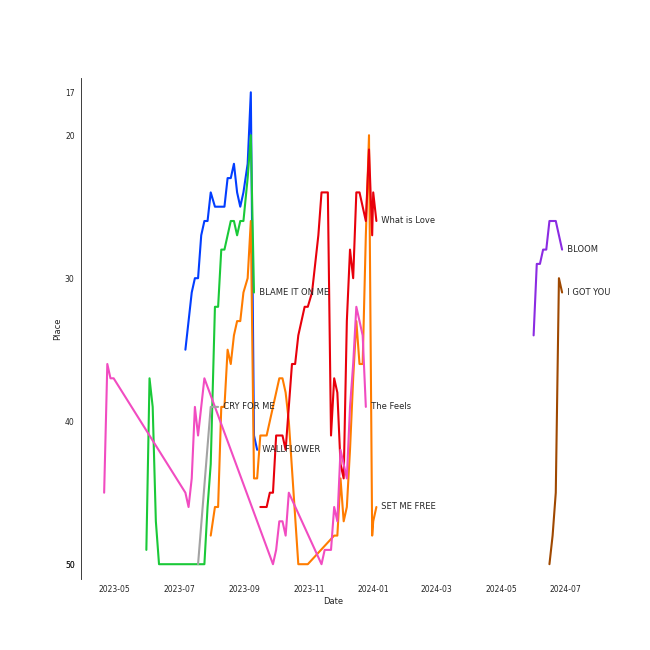 17
20
What is Love
BLOOM
30
BLAME IT ON ME
I GOT YOU
Place
CRY FOR ME
The Feels
40
WALLFLOWER
SET ME FREE
50
2023-05
2023-07
2023-09
2023-11
2024-01
2024-03
2024-05
2024-07
Date